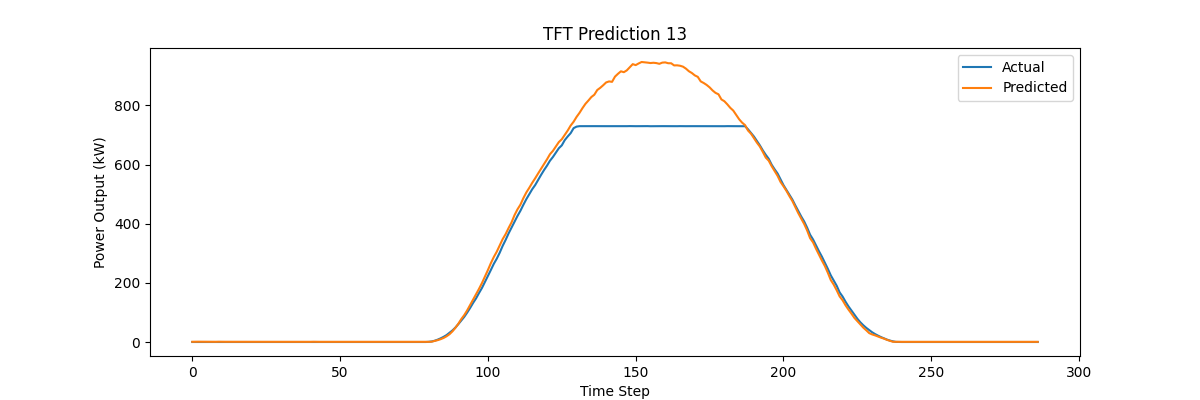 TFT Prediction 13
Actual
Predicted
Power Output (kW)
800
600
400
200
0
0 50 100 150 200 250 300
Time Step